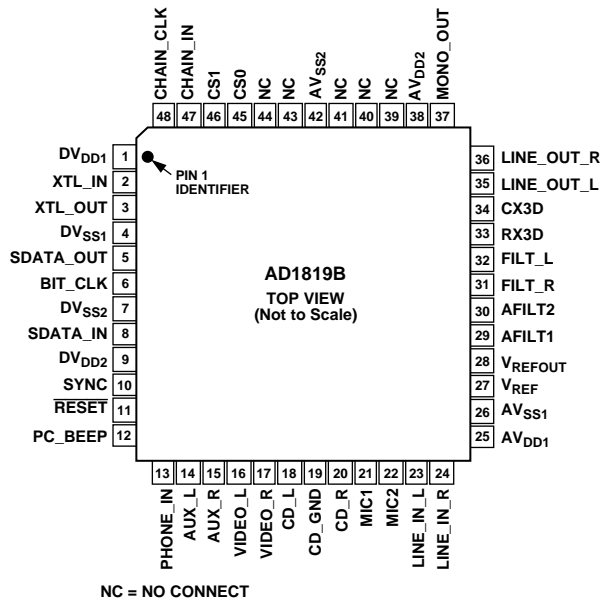 CHAIN_CLK
CHAIN_IN
CS1
CS0
NC
NC
AVSS2
NC
NC
NC
AVDD2
MONO_OUT
48 47 46 45 44 43 42 41 40 39 38 37
DVDD1 1
XTL_IN 2
XTL_OUT 3
DVSS1 4
SDATA_OUT 5
BIT_CLK 6
DVSS2 7
SDATA_IN 8
DVDD2 9
SYNC 10
RESET 11
PC_BEEP 12
PIN 1
IDENTIFIER
AD1819B
TOP VIEW
(Not to Scale)
36 LINE_OUT_R
35 LINE_OUT_L
34 CX3D
33 RX3D
32 FILT_L
31 FILT_R
30 AFILT2
29 AFILT1
28 VREFOUT
27 VREF
26 AVSS1
25 AVDD1
13 14 15 16 17 18 19 20 21 22 23 24
PHONE_IN
AUX_L
AUX_R
VIDEO_L
VIDEO_R
CD_L
CD_GND
CD_R
MIC1
MIC2
LINE_IN_L
LINE_IN_R
NC = NO CONNECT